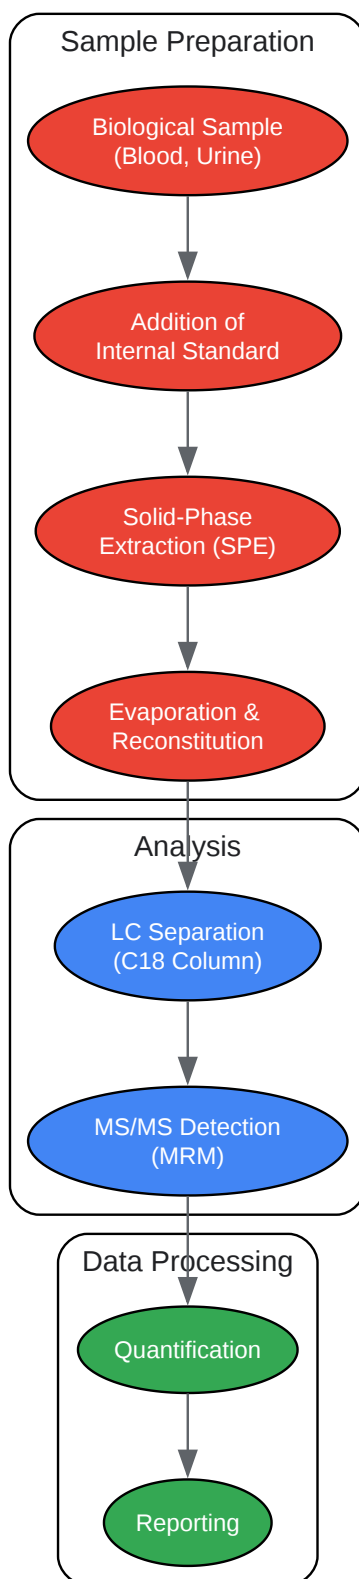 Sample Preparation
Biological Sample
(Blood, Urine)
Addition of
Internal Standard
Solid-Phase
Extraction (SPE)
Evaporation &
Reconstitution
Analysis
LC Separation
(C18 Column)
MS/MS Detection
(MRM)
Data Processing
Quantification
Reporting